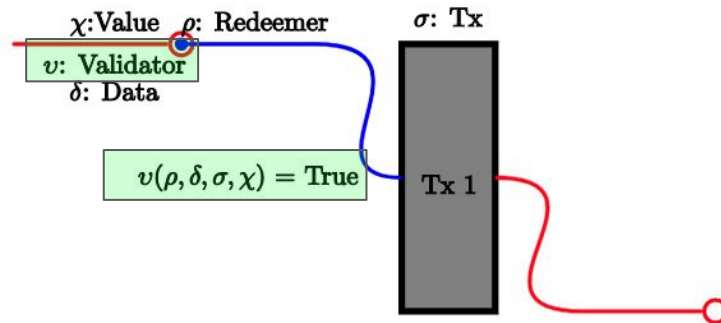 χ:Value ρ: Redeemer σ: Tx
υ: Validator
δ: Data
υ(ρ, δ, σ, χ) = True
Tx 1